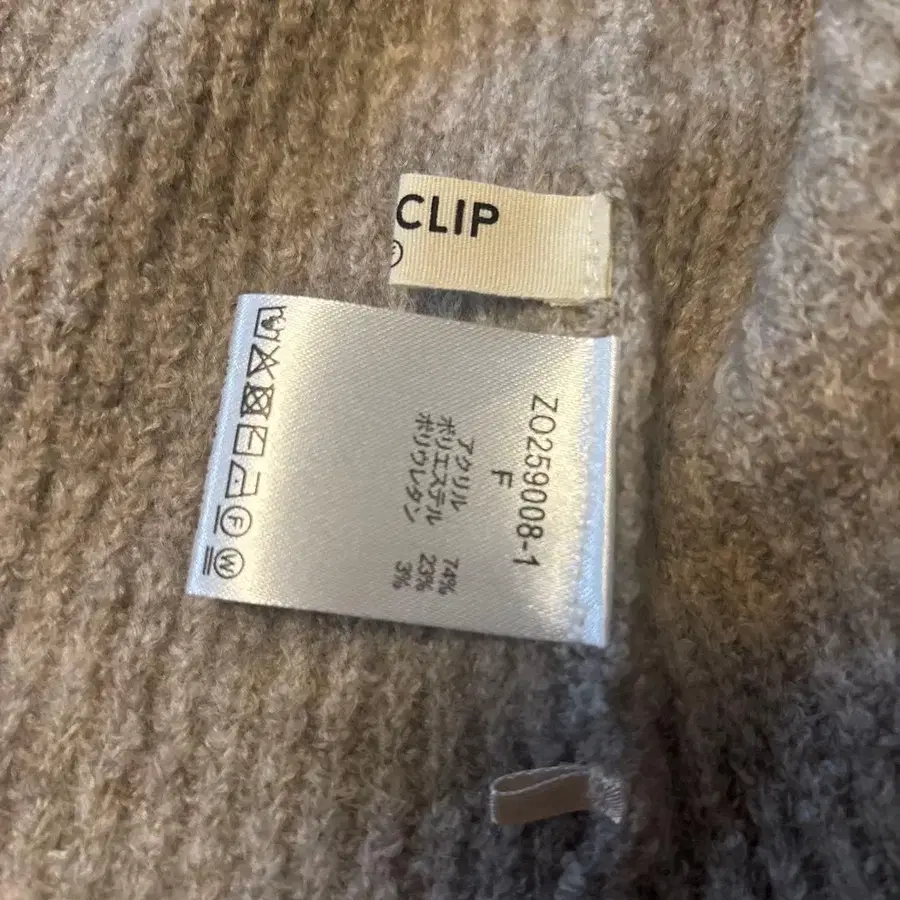 CLIP
ZO259008-1
F
アクリル 74%
ポリエステル 23%
ポリウレタン 3%
F
W